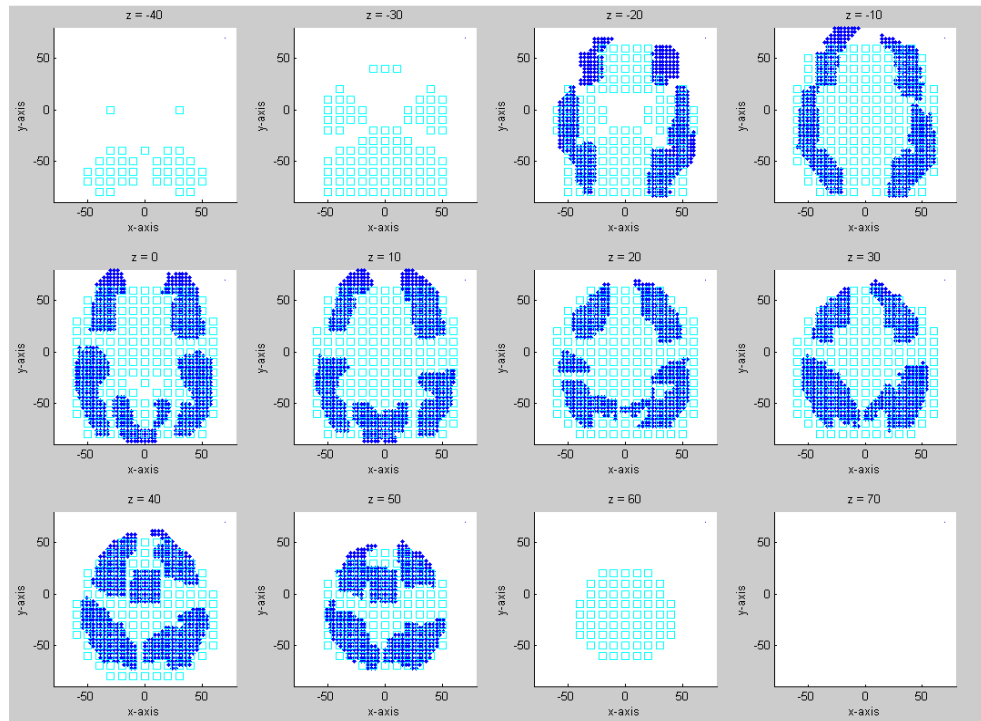 z = -40 z = -30 z = -20 z = -10
50 50 50 50
y-axis y-axis y-axis y-axis
0 0 0 0
-50 -50 -50 -50
-50 0 50 -50 0 50 -50 0 50 -50 0 50
x-axis x-axis x-axis x-axis
z = 0 z = 10 z = 20 z = 30
50 50 50 50
y-axis y-axis y-axis y-axis
0 0 0 0
-50 -50 -50 -50
-50 0 50 -50 0 50 -50 0 50 -50 0 50
x-axis x-axis x-axis x-axis
z = 40 z = 50 z = 60 z = 70
50 50 50 50
y-axis y-axis y-axis y-axis
0 0 0 0
-50 -50 -50 -50
-50 0 50 -50 0 50 -50 0 50 -50 0 50
x-axis x-axis x-axis x-axis